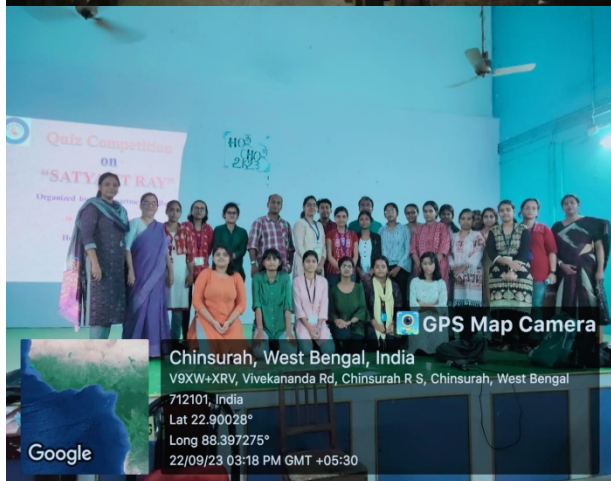 Quiz Competition
on
"SATYAJIT RAY"
Organized by
GPS Map Camera
Chinsurah, West Bengal, India
V9XW+XRV, Vivekananda Rd, Chinsurah R S, Chinsurah, West Bengal
712101, India
Lat 22.90028°
Long 88.397275°
22/09/23 03:18 PM GMT +05:30
Google